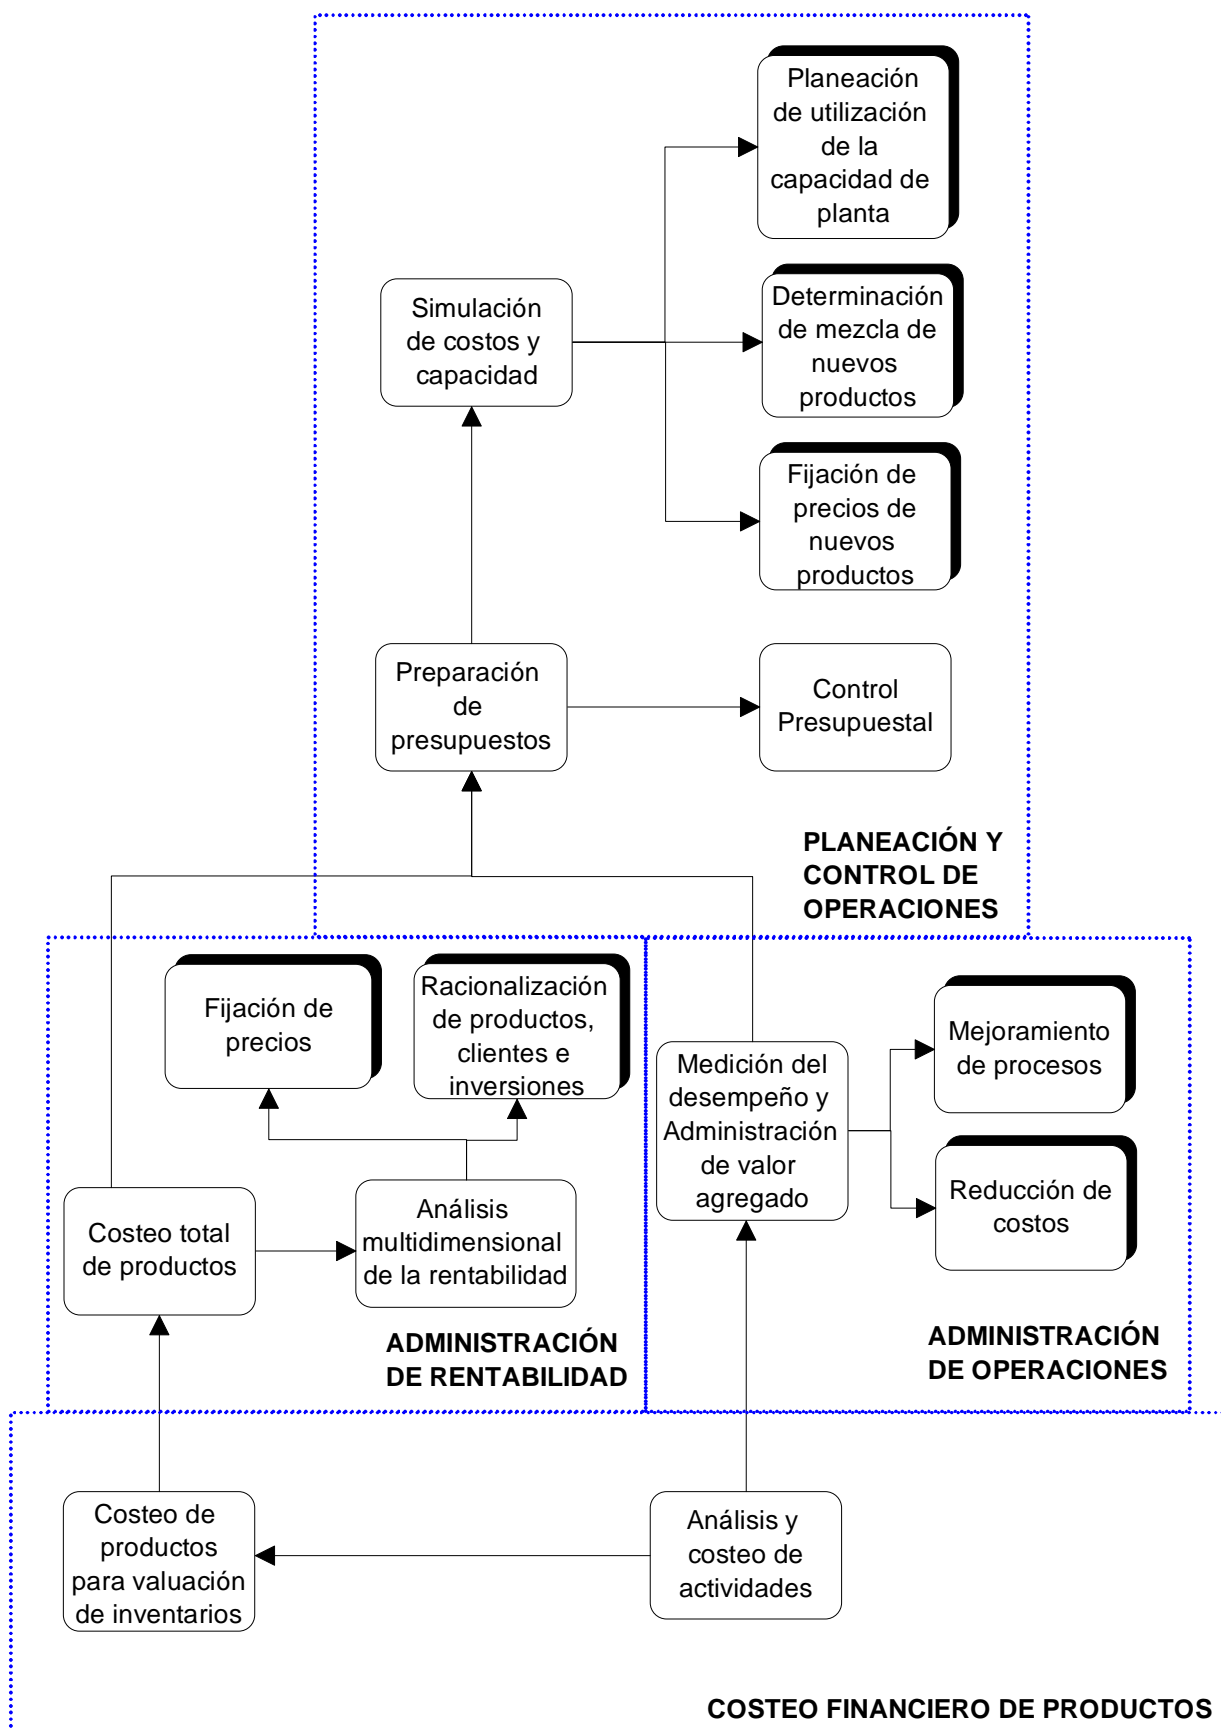 Planeación
de utilización
de la
capacidad de
planta
Simulación
de costos y
capacidad
Determinación
de mezcla de
nuevos
productos
Fijación de
precios de
nuevos
productos
Preparación
de
presupuestos
Control
Presupuestal
PLANEACIÓN Y
CONTROL DE
OPERACIONES
Fijación de
precios
Racionalización
de productos,
clientes e
inversiones
Medición del
desempeño y
Administración
de valor
agregado
Mejoramiento
de procesos
Reducción de
costos
Costeo total
de productos
Análisis
multidimensional
de la rentabilidad
ADMINISTRACIÓN
DE RENTABILIDAD
ADMINISTRACIÓN
DE OPERACIONES
Costeo de
productos
para valuación
de inventarios
Análisis y
costeo de
actividades
COSTEO FINANCIERO DE PRODUCTOS